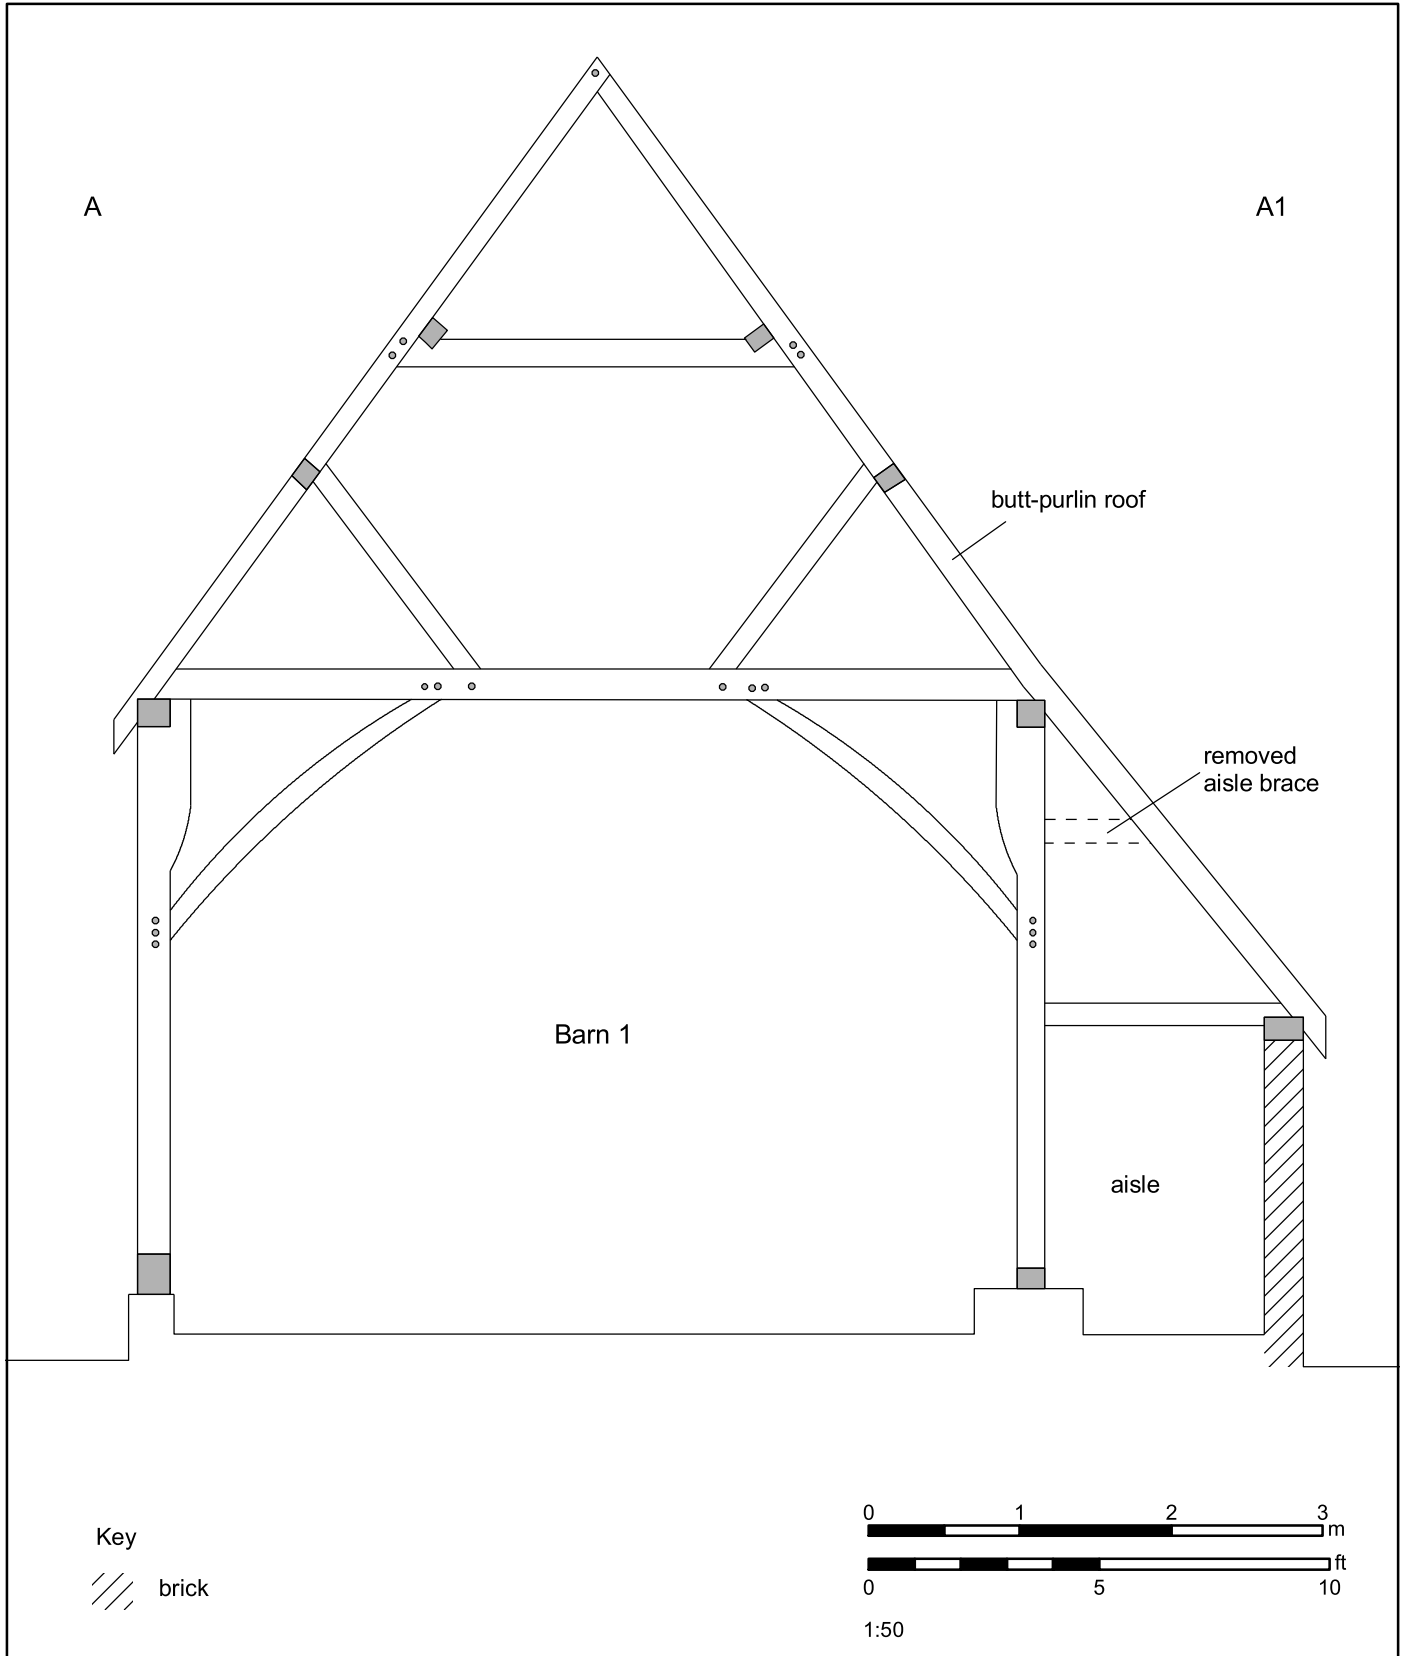 A
A1
butt-purlin roof
removed
aisle brace
Barn 1
aisle
Key
brick
0 1 2 3
m
ft
0 5 10
1:50